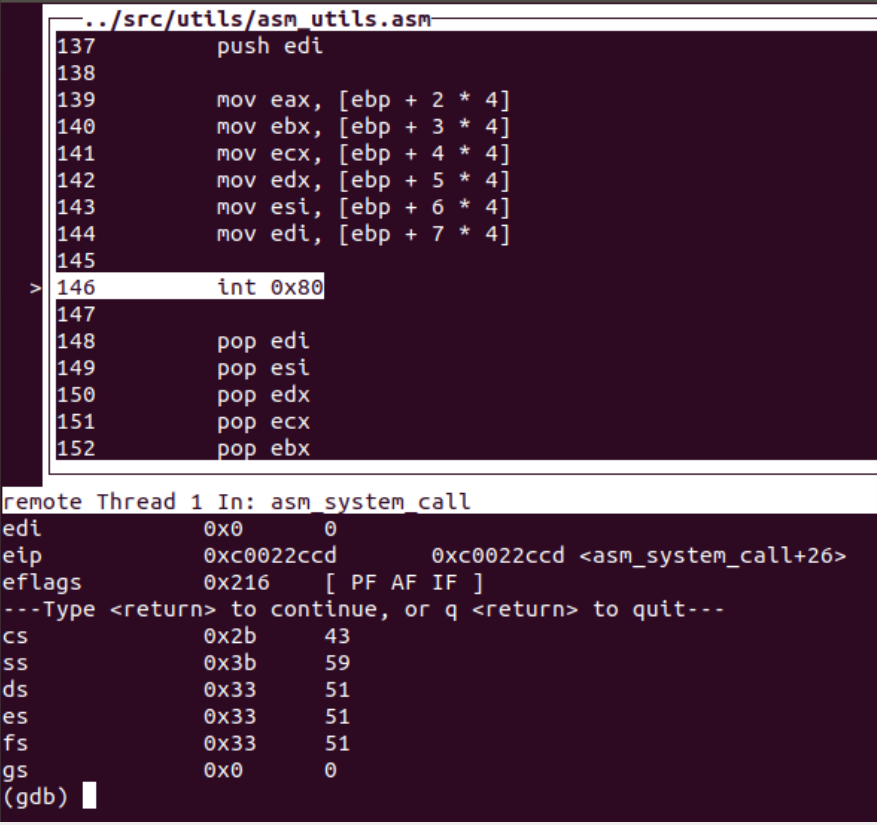 ../src/utils/asm_utils.asm
137         push edi
138
139         mov eax, [ebp + 2 * 4]
140         mov ebx, [ebp + 3 * 4]
141         mov ecx, [ebp + 4 * 4]
142         mov edx, [ebp + 5 * 4]
143         mov esi, [ebp + 6 * 4]
144         mov edi, [ebp + 7 * 4]
145
> 146         int 0x80
147
148         pop edi
149         pop esi
150         pop edx
151         pop ecx
152         pop ebx
remote Thread 1 In: asm_system_call
edi            0x0      0
eip            0xc0022ccd       0xc0022ccd <asm_system_call+26>
eflags         0x216    [ PF AF IF ]
---Type <return> to continue, or q <return> to quit---
cs             0x2b     43
ss             0x3b     59
ds             0x33     51
es             0x33     51
fs             0x33     51
gs             0x0      0
(gdb)